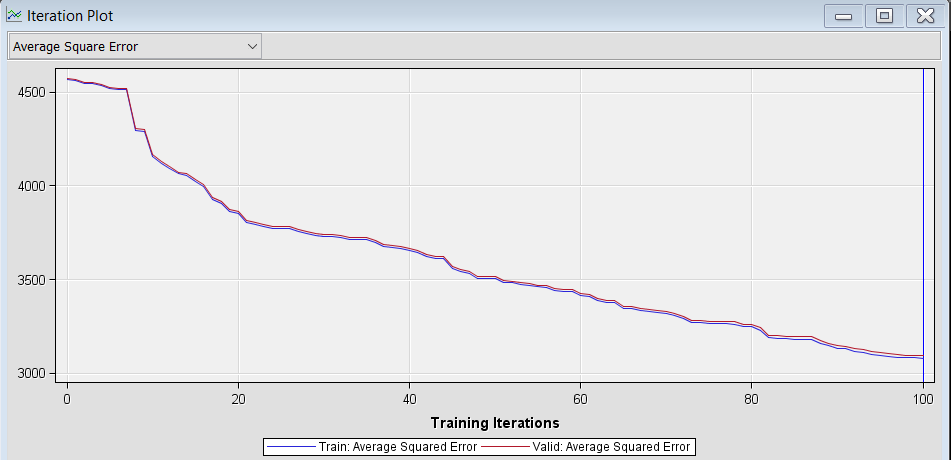 Iteration Plot
Average Square Error
4500
4000
3500
3000
0 20 40 60 80 100
Training Iterations
Train: Average Squared Error Valid: Average Squared Error